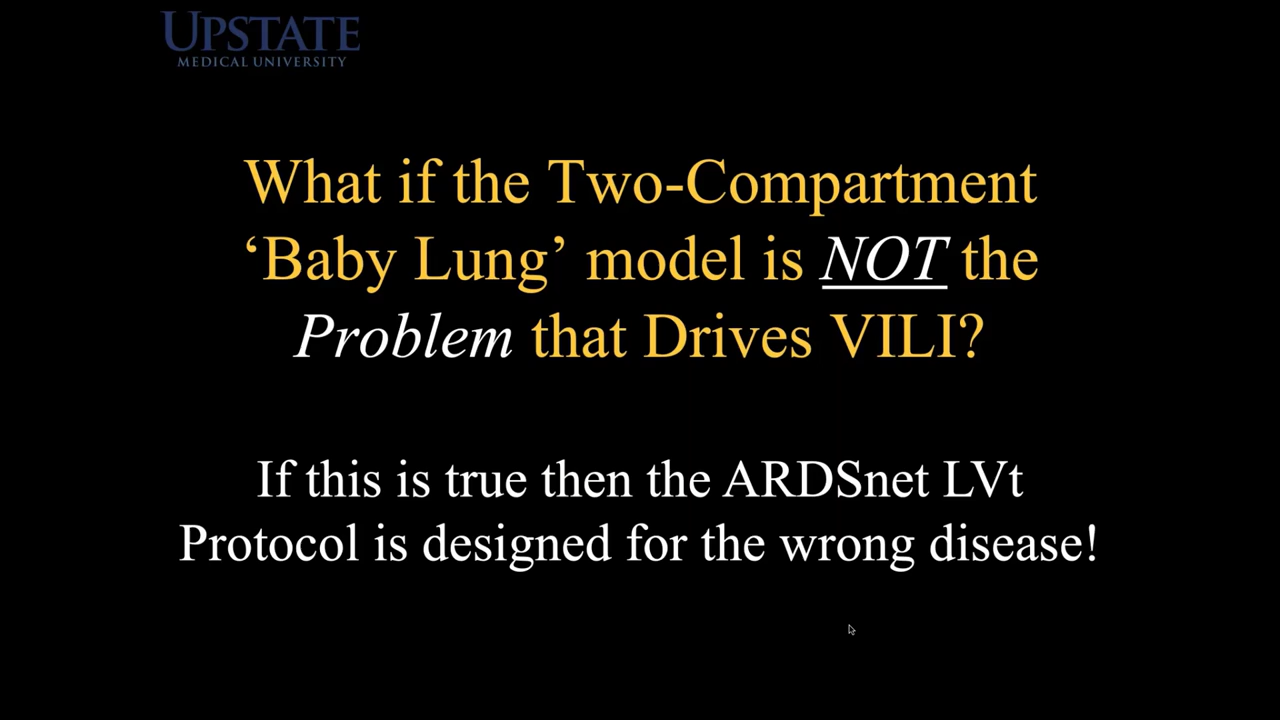 UPSTATE
MEDICAL UNIVERSITY
What if the Two-Compartment
‘Baby Lung’ model is NOT the
Problem that Drives VILI?
If this is true then the ARDSnet LVt
Protocol is designed for the wrong disease!